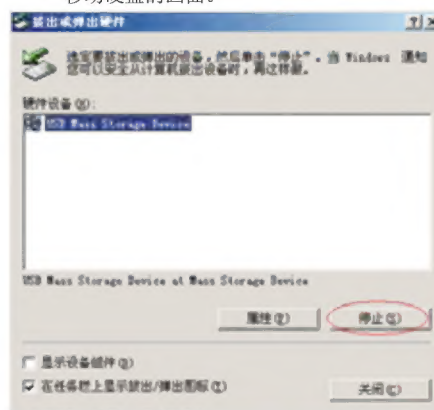 移动硬盘的画面。
拔出或弹出硬件
选定要拔出或弹出的设备，然后单击“停止”。当 Windows 通知
您可以安全从计算机拔出设备时，再这样做。
硬件设备(H):
USB Mass Storage Device
USB Mass Storage Device at Mass Storage Device
属性(P)
停止(S)
显示设备组件(D)
在任务栏上显示拔出/弹出图标(T)
关闭(C)